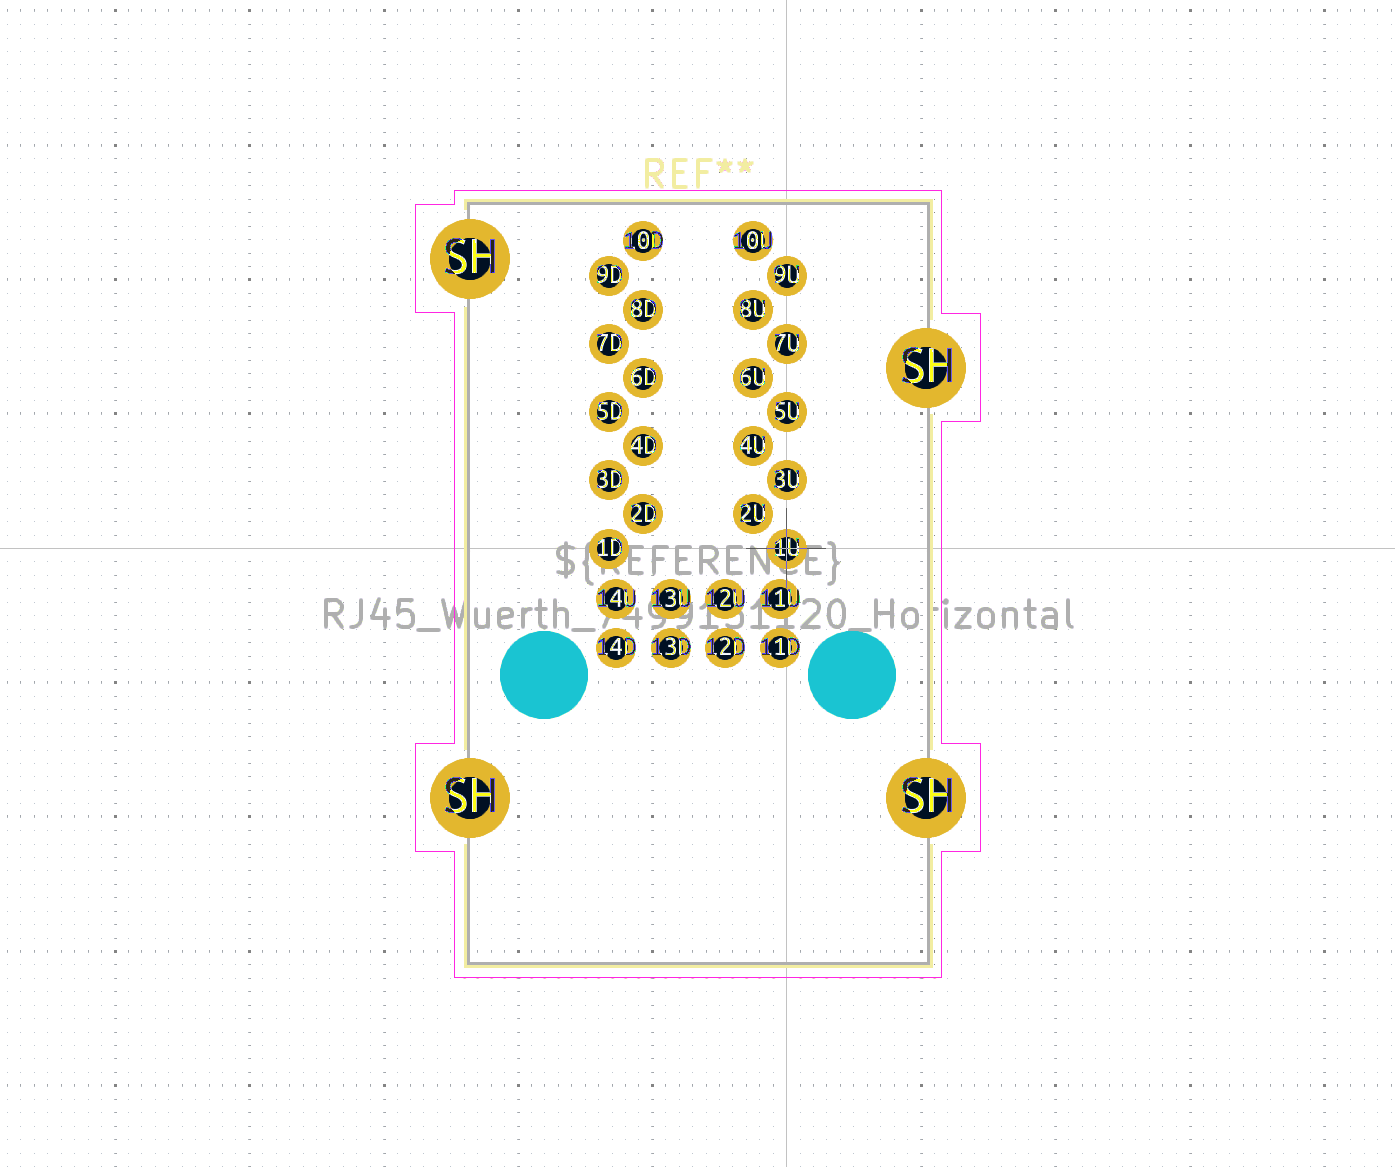 REF**
10D 10U
SH
9D 9U
8D 8U
7D 7U
SH
6D 6U
5D 5U
4D 4U
3D 3U
2D 2U
1D 1U
${REFERENCE}
14U 13U 12U 11U
RJ45_Wuerth_7499151120_Horizontal
14D 13D 12D 11D
SH SH